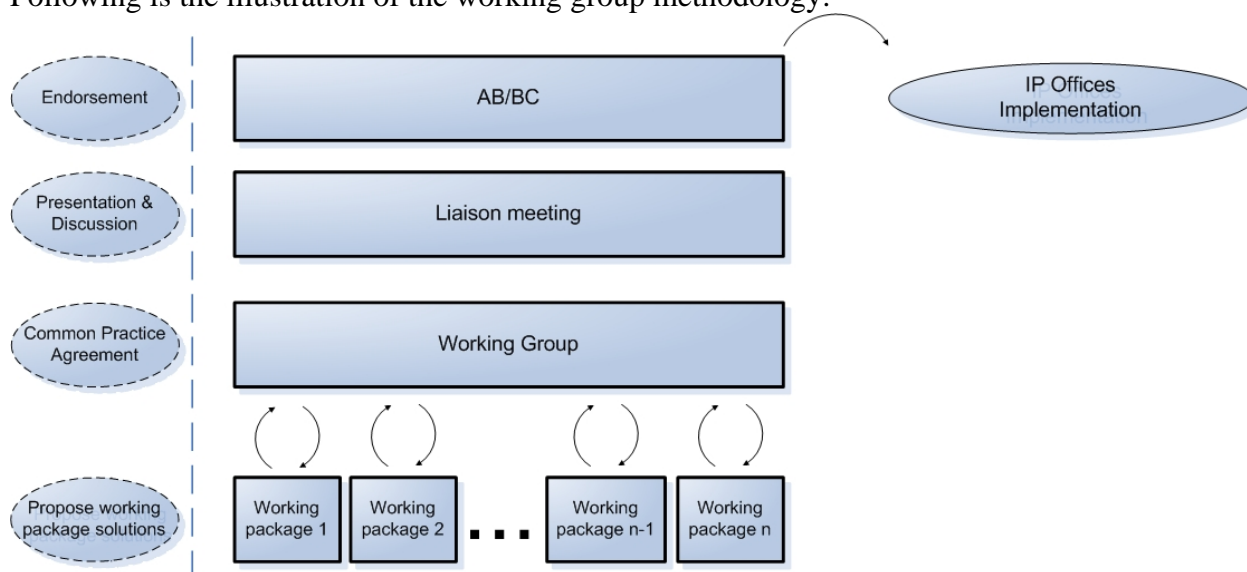 Following is the illustration of the working group methodology:
Endorsement
AB/BC
IP Offices
Implementation
Presentation &
Discussion
Liaison meeting
Common Practice
Agreement
Working Group
Propose working
package solutions
Working
package 1
Working
package 2
...
Working
package n-1
Working
package n